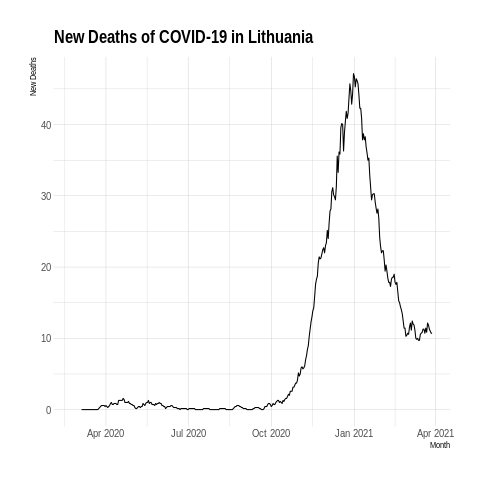 New Deaths of COVID-19 in Lithuania
New Deaths
40
30
20
10
0
Apr 2020 Jul 2020 Oct 2020 Jan 2021 Apr 2021
Month